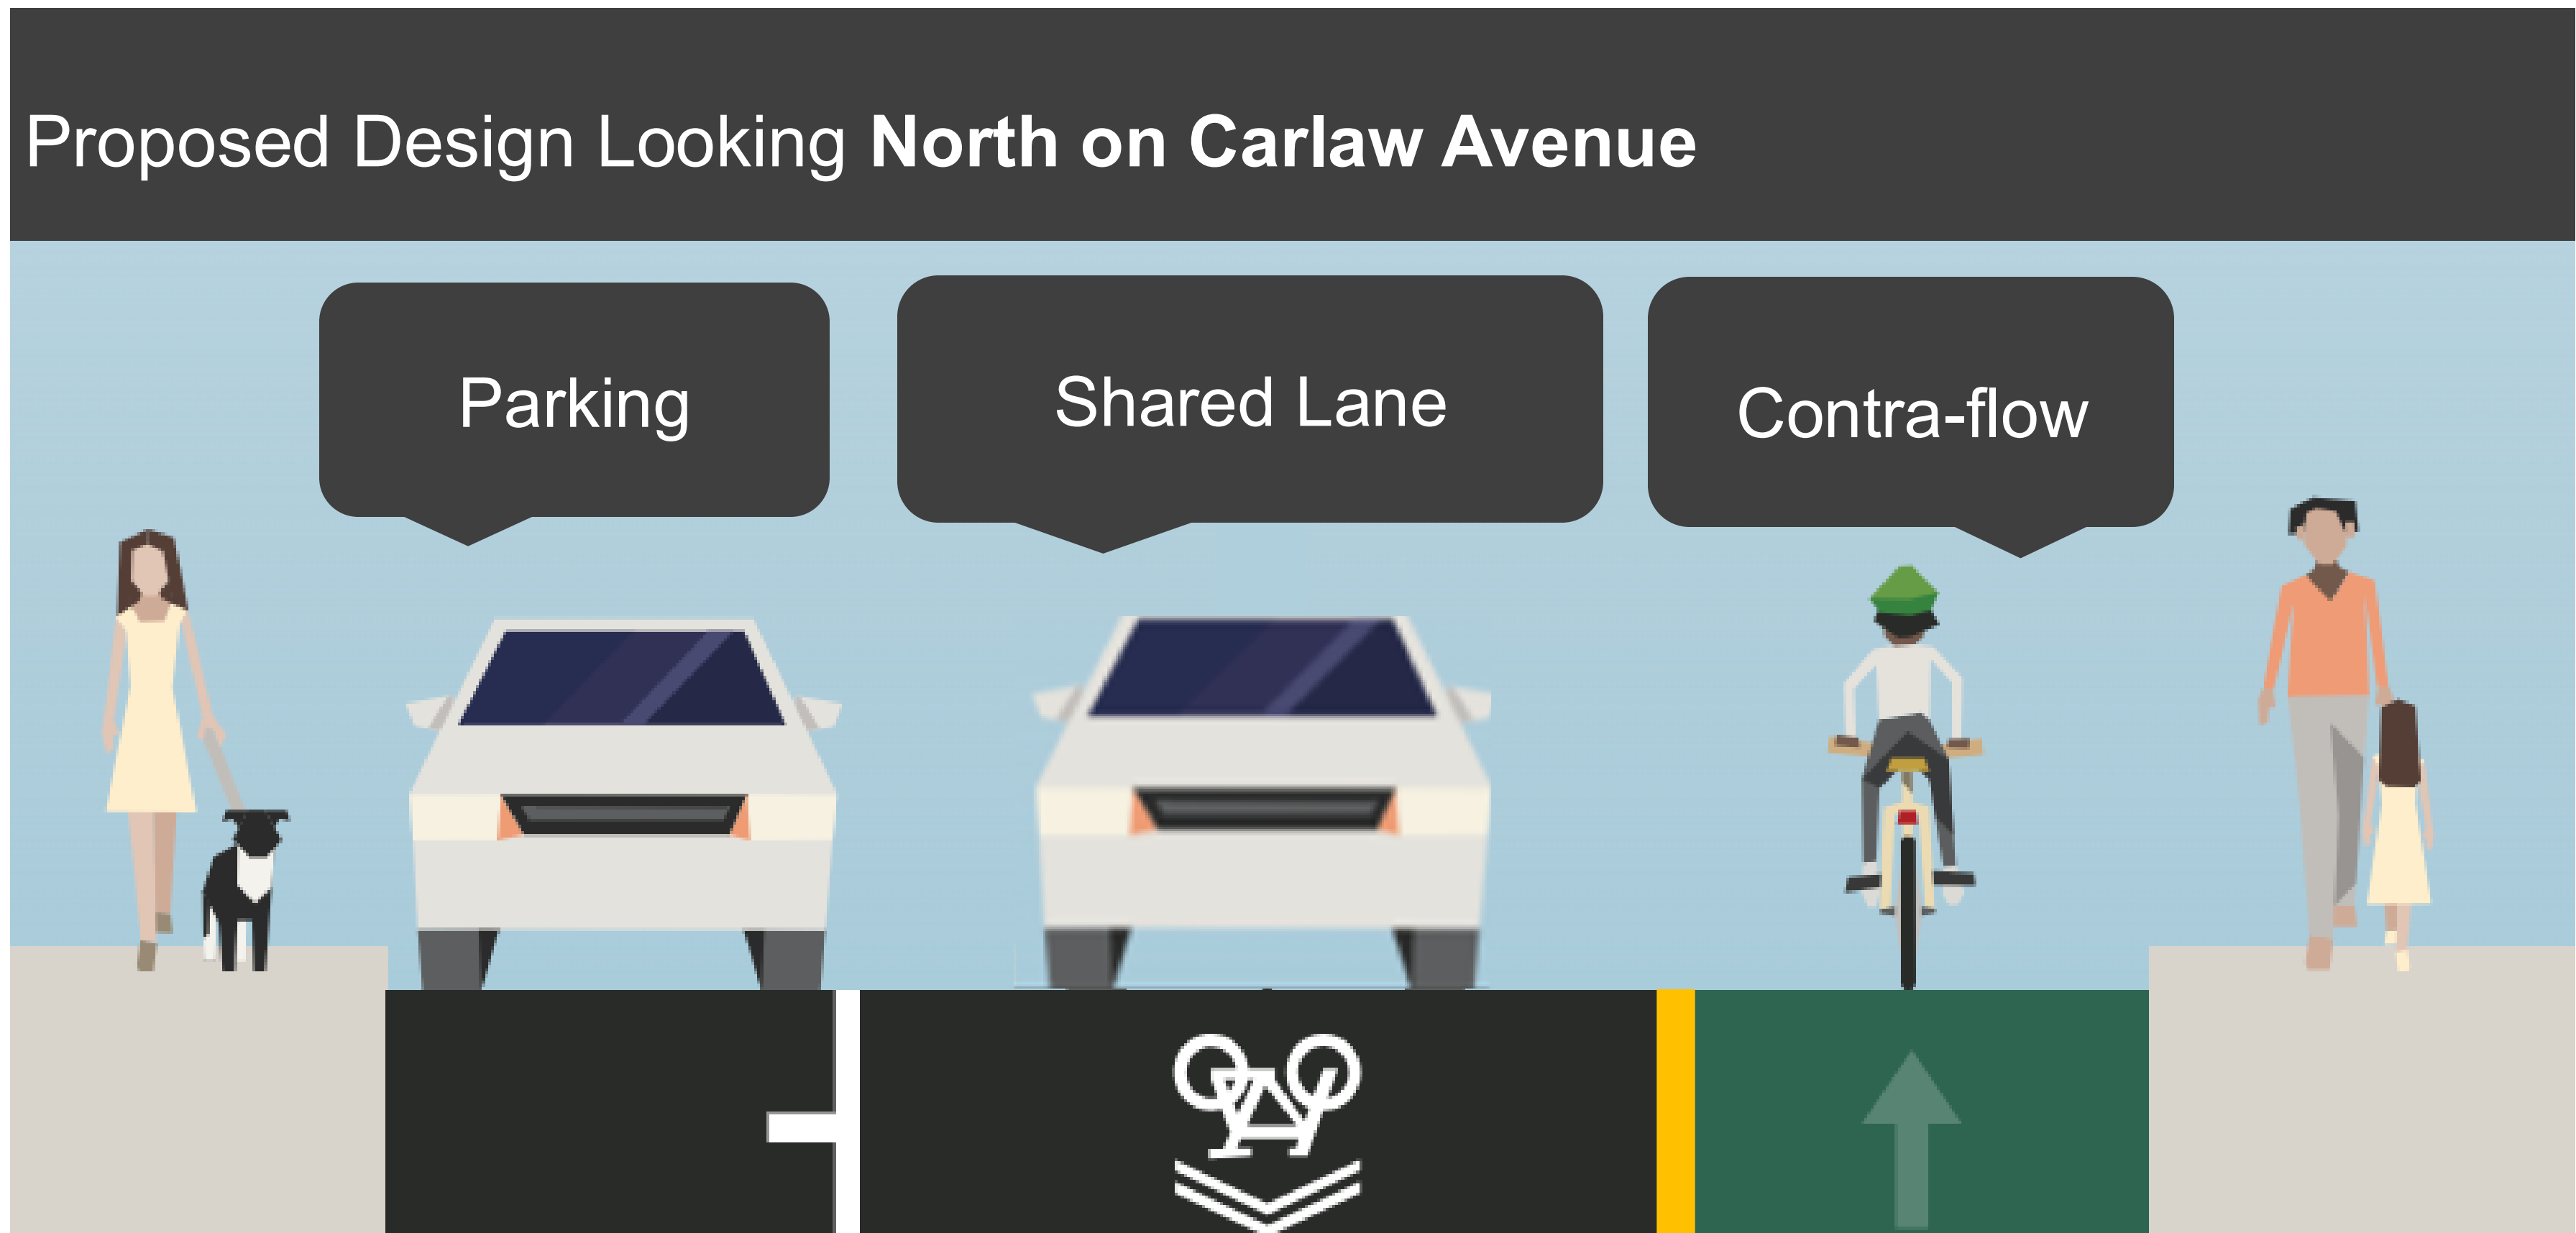 Proposed Design Looking North on Carlaw Avenue
Parking
Shared Lane
Contra-flow